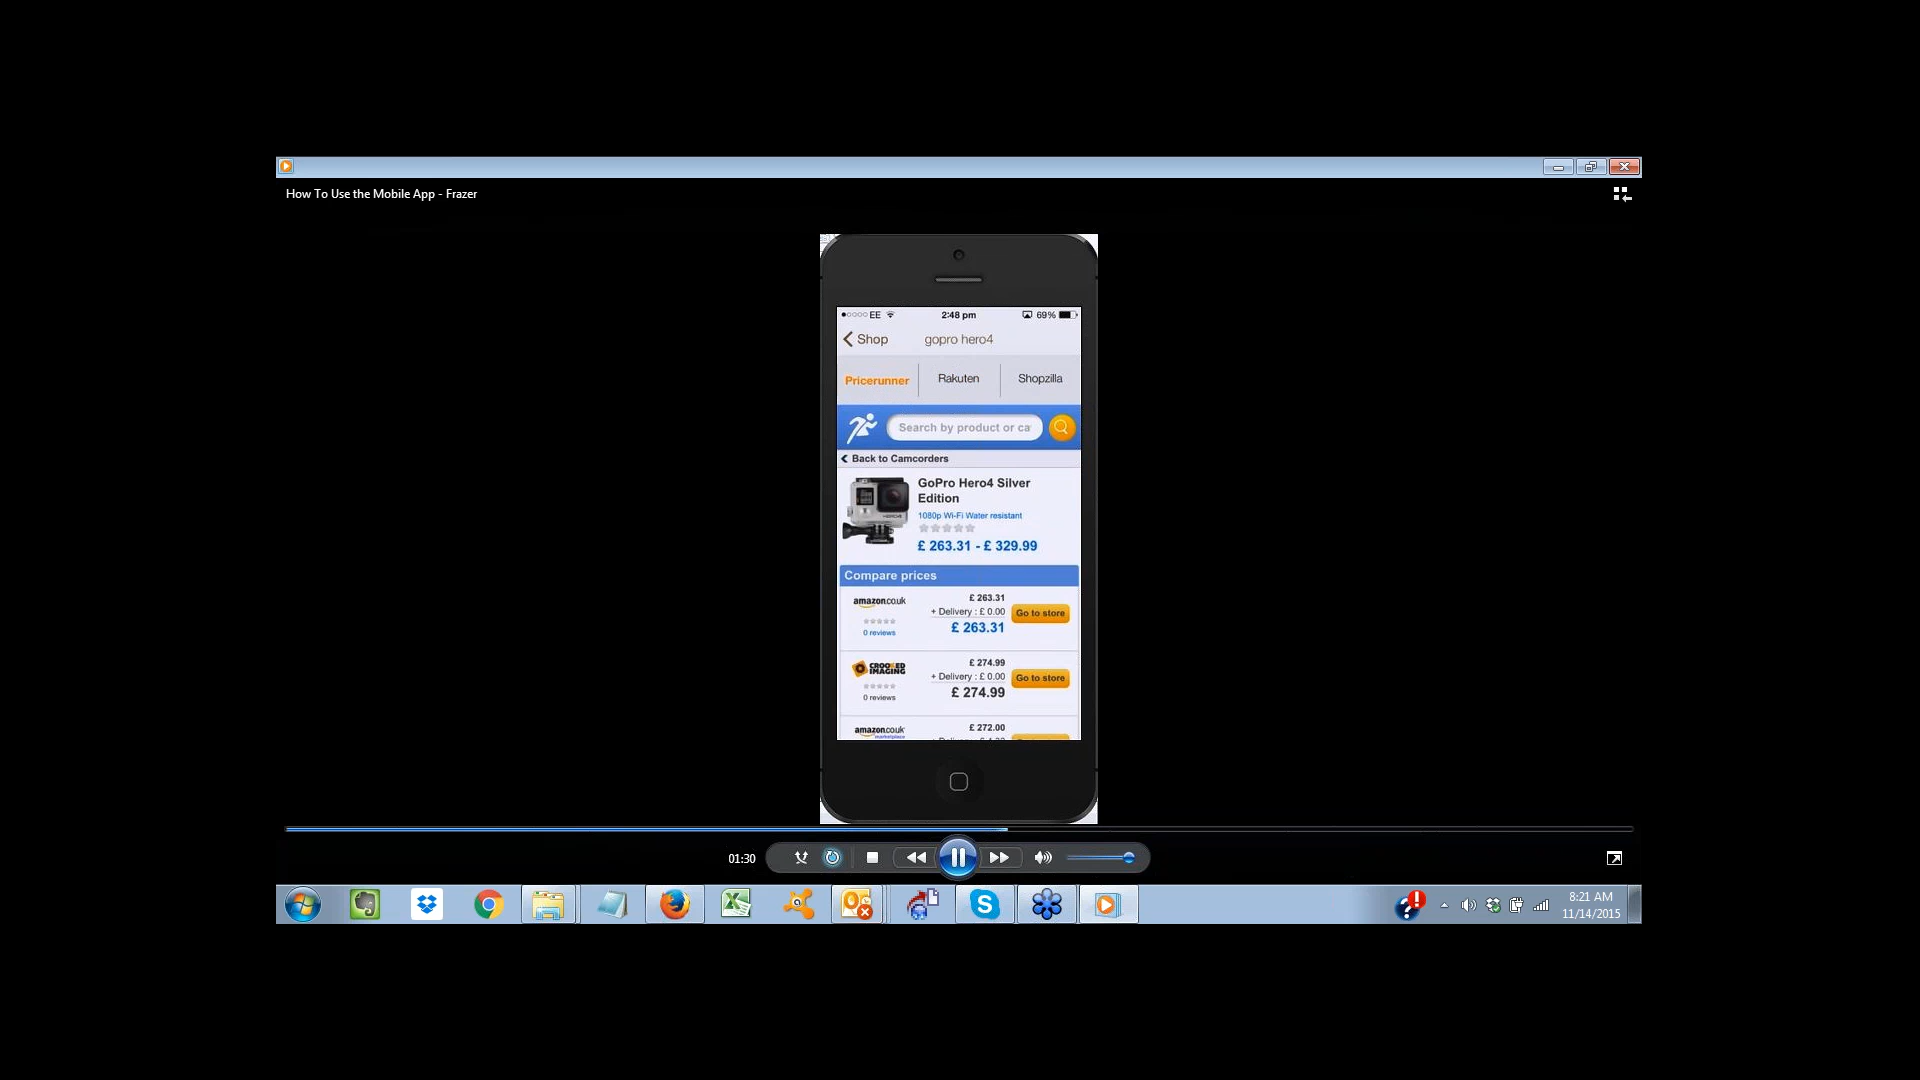 How To Use the Mobile App - Frazer
EE 2:48 pm 69%
Shop gopro hero4
Pricerunner Rakuten Shopzilla
Search by product or ca
Back to Camcorders
GoPro Hero4 Silver
Edition
1080p Wi-Fi Water resistant
£ 263.31 - £ 329.99
Compare prices
amazon.co.uk
£ 263.31
+ Delivery : £ 0.00
£ 263.31
Go to store
0 reviews
CROOKED
IMAGING
£ 274.99
+ Delivery : £ 0.00
£ 274.99
Go to store
0 reviews
amazon.co.uk
marketplace
£ 272.00
01:30
8:21 AM
11/14/2015